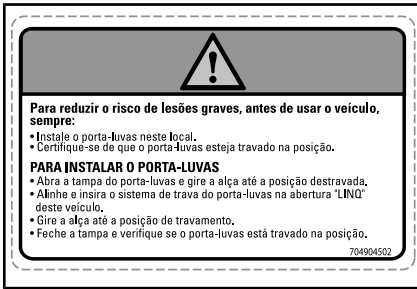 Para reduzir o risco de lesões graves, antes de usar o veículo,
sempre:
• Instale o porta-luvas neste local.
• Certifique-se de que o porta-luvas esteja travado na posição.
PARA INSTALAR O PORTA-LUVAS
• Abra a tampa do porta-luvas e gire a alça até a posição destravada.
• Alinhe e insira o sistema de trava do porta-luvas na abertura "LINQ"
deste veículo.
• Gire a alça até a posição de travamento.
• Feche a tampa e verifique se o porta-luvas está travado na posição.
704904502